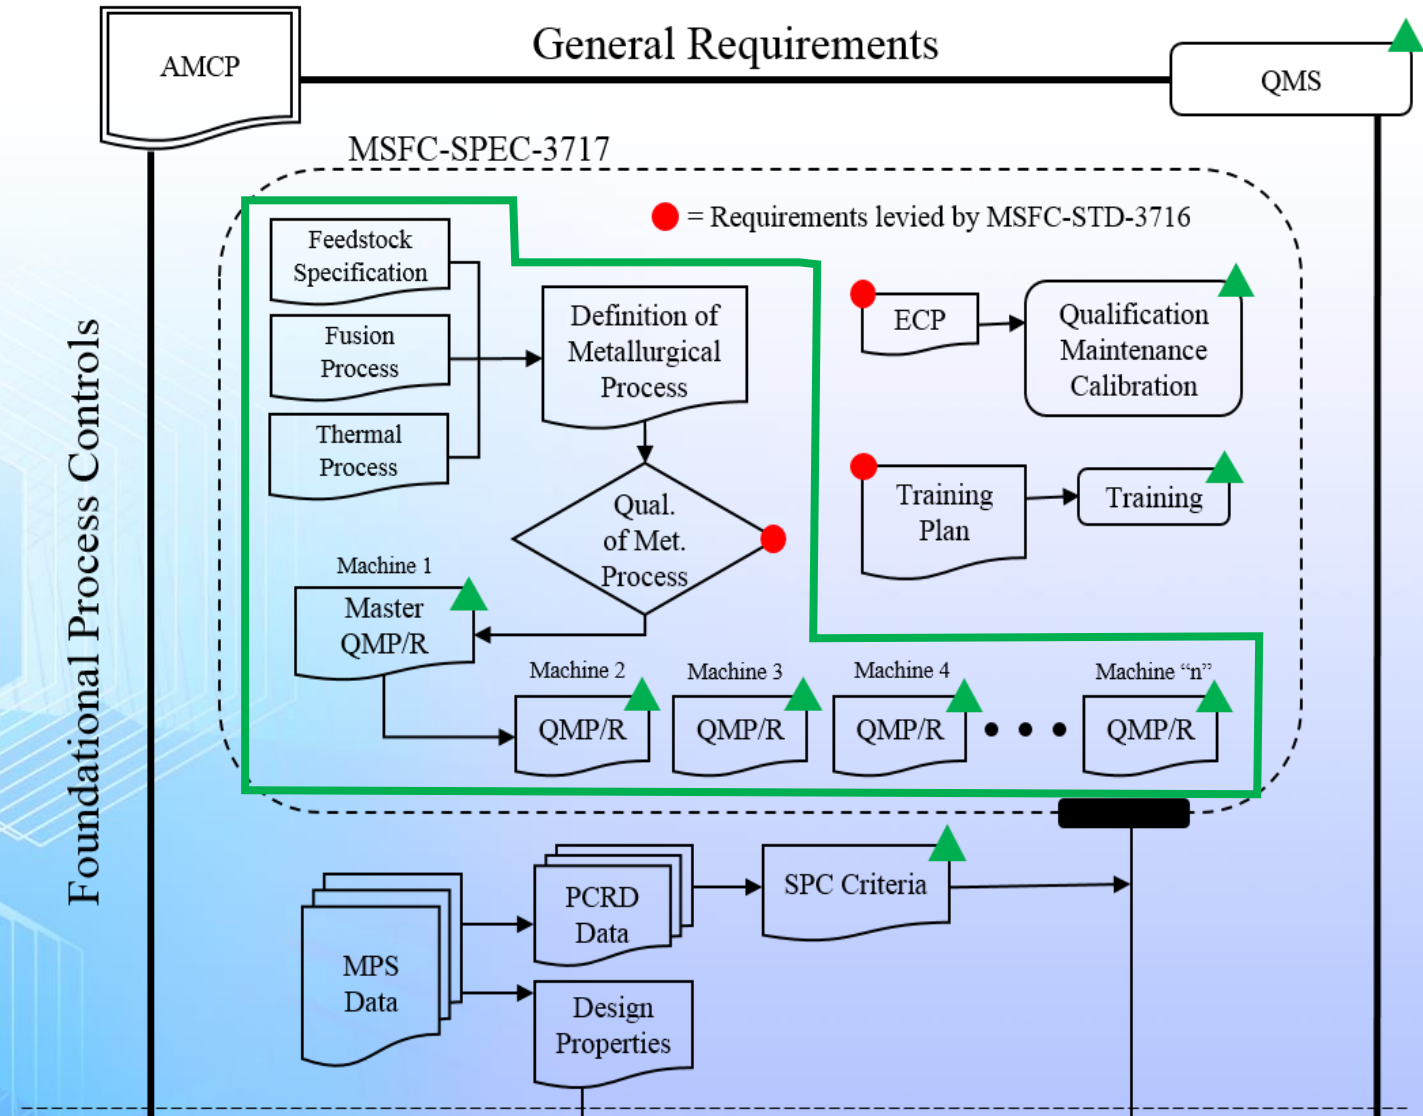 General Requirements
AMCP
QMS
MSFC-SPEC-3717
= Requirements levied by MSFC-STD-3716
Foundational Process Controls
Feedstock
Specification
Fusion
Process
Thermal
Process
Definition of
Metallurgical
Process
Qual.
of Met.
Process
ECP
Qualification
Maintenance
Calibration
Training
Plan
Training
Machine 1
Master
QMP/R
Machine 2
QMP/R
Machine 3
QMP/R
Machine 4
QMP/R
Machine “n”
QMP/R
MPS
Data
PCRD
Data
SPC Criteria
Design
Properties